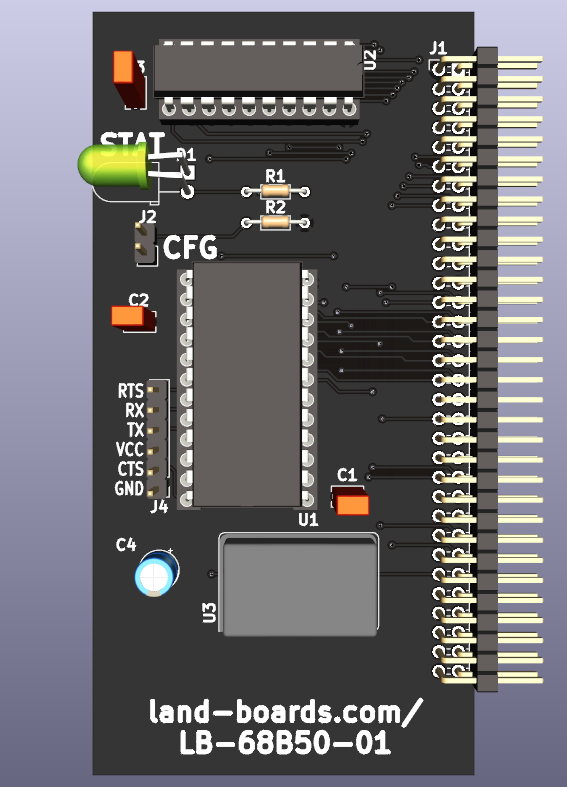 J1
U2
STAT
R1
R2
J2
CFG
C2
RTS
RX
TX
VCC
CTS
GND
J4
C1
U1
C4
U3
land-boards.com/
LB-68B50-01